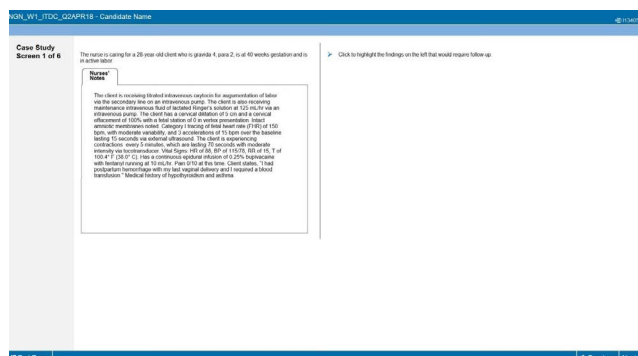 NGN_W1_ITDC_Q2APR18 - Candidate Name
Case Study
Screen 1 of 6
The nurse is caring for a 28-year-old client who is gravida 4, para 2, is at 40 weeks gestation and is
in active labor
Nurses'
Notes
The client is receiving titrated intravenous oxytocin for augumentation of labor
via the secondary line on an intravenous pump. The client is also receiving
maintenance intravenous fluid of lactated Ringer's solution at 125 mL/hr via an
intravenous pump. The client has a cervical dilitation of 5 cm and a cervical
effacement of 100% with a fetal station of 0 in vertex presentation. Intact
amniotic membranes noted. Category I tracing of fetal heart rate (FHR) of 150
bpm, with moderate variability, and 3 accelerations of 15 bpm over the baseline
lasting 15 seconds via external ultrasound. The client is experiencing
contractions every 5 minutes, which are lasting 70 seconds with moderate
intensity via tocotransducer. Vital Signs: HR of 88, BP of 115/78, RR of 15, T of
100.4° F (38.0° C). Has a continuous epidural infusion of 0.25% bupivacaine
with fentanyl running at 10 mL/hr. Pain 0/10 at this time. Client states, "I had
postpartum hemorrhage with my last vaginal delivery and I required a blood
transfusion." Medical history of hypothyroidism and asthma
Click to highlight the findings on the left that would require follow-up